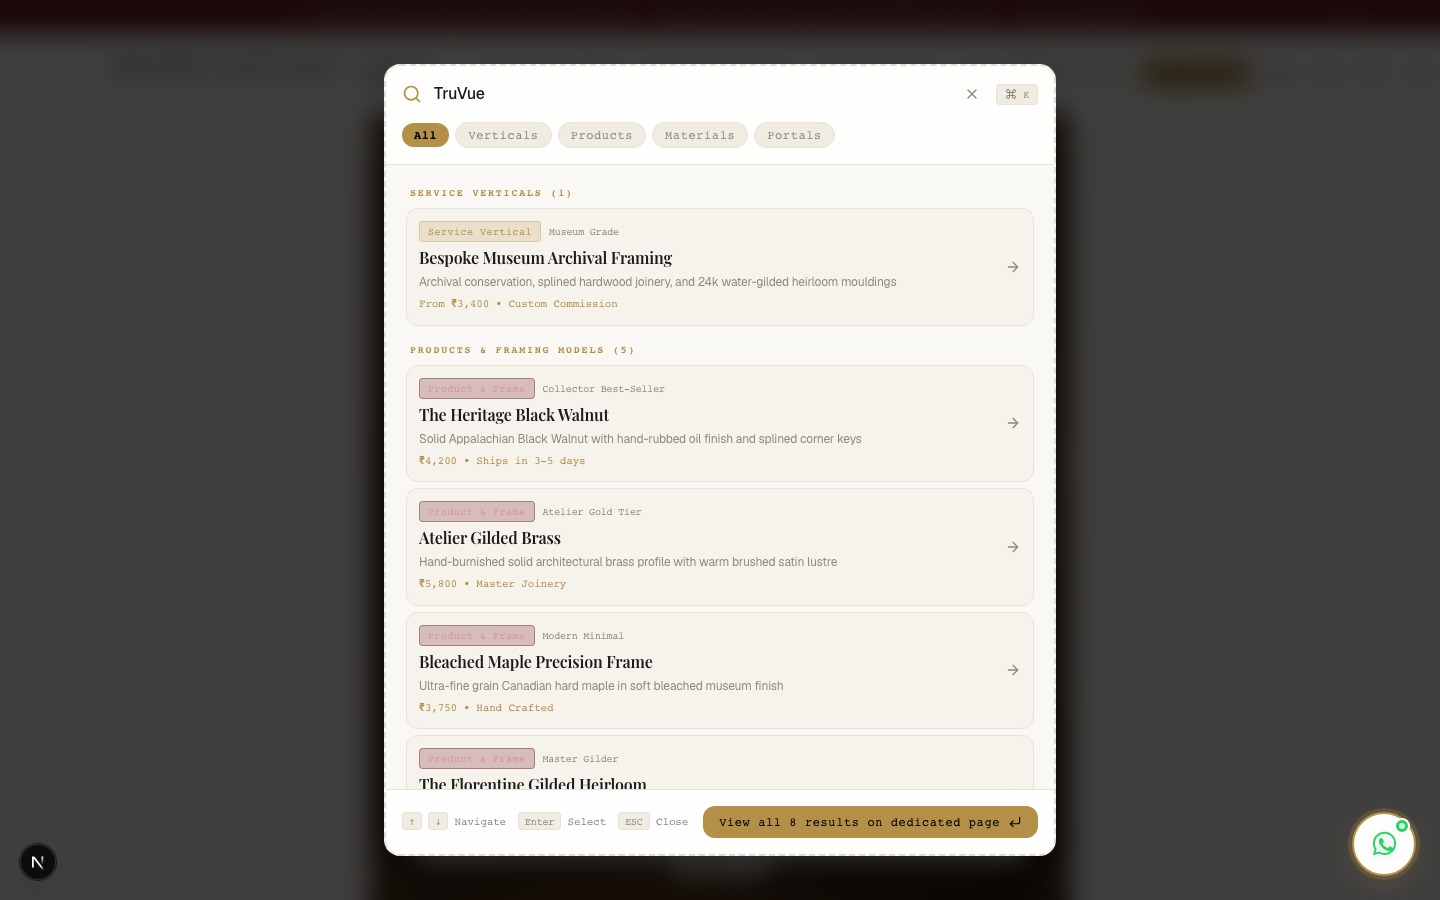 TruVue
⌘ K
All
Verticals
Products
Materials
Portals
SERVICE VERTICALS (1)
Service Vertical Museum Grade
Bespoke Museum Archival Framing
Archival conservation, splined hardwood joinery, and 24k water-gilded heirloom mouldings
From ₹3,400 • Custom Commission
PRODUCTS & FRAMING MODELS (5)
Product & Frame Collector Best-Seller
The Heritage Black Walnut
Solid Appalachian Black Walnut with hand-rubbed oil finish and splined corner keys
₹4,200 • Ships in 3-5 days
Product & Frame Atelier Gold Tier
Atelier Gilded Brass
Hand-burnished solid architectural brass profile with warm brushed satin lustre
₹5,800 • Master Joinery
Product & Frame Modern Minimal
Bleached Maple Precision Frame
Ultra-fine grain Canadian hard maple in soft bleached museum finish
₹3,750 • Hand Crafted
Product & Frame Master Gilder
The Florentine Gilded Heirloom
↑ ↓ Navigate Enter Select ESC Close
View all 8 results on dedicated page
N